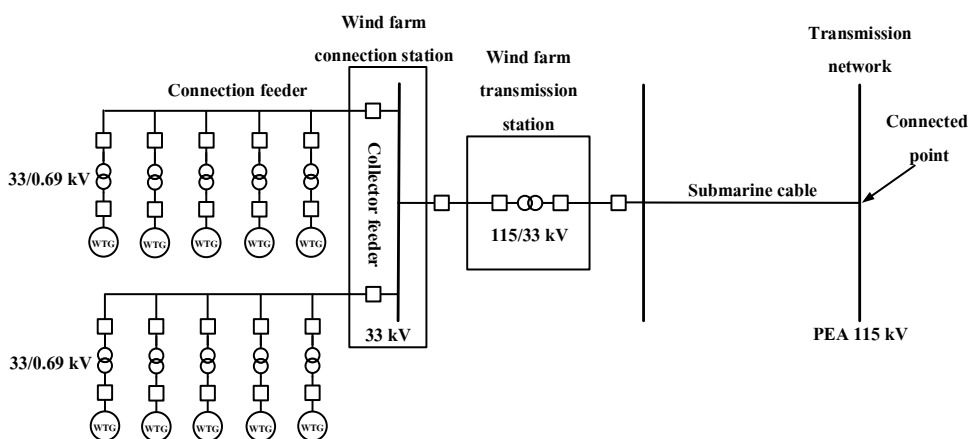 Wind farm
connection station
Connection feeder
Wind farm
transmission
station
Transmission
network
Connected
point
33/0.69 kV
WTG
WTG
WTG
WTG
WTG
Collector feeder
115/33 kV
Submarine cable
33 kV
PEA 115 kV
33/0.69 kV
WTG
WTG
WTG
WTG
WTG